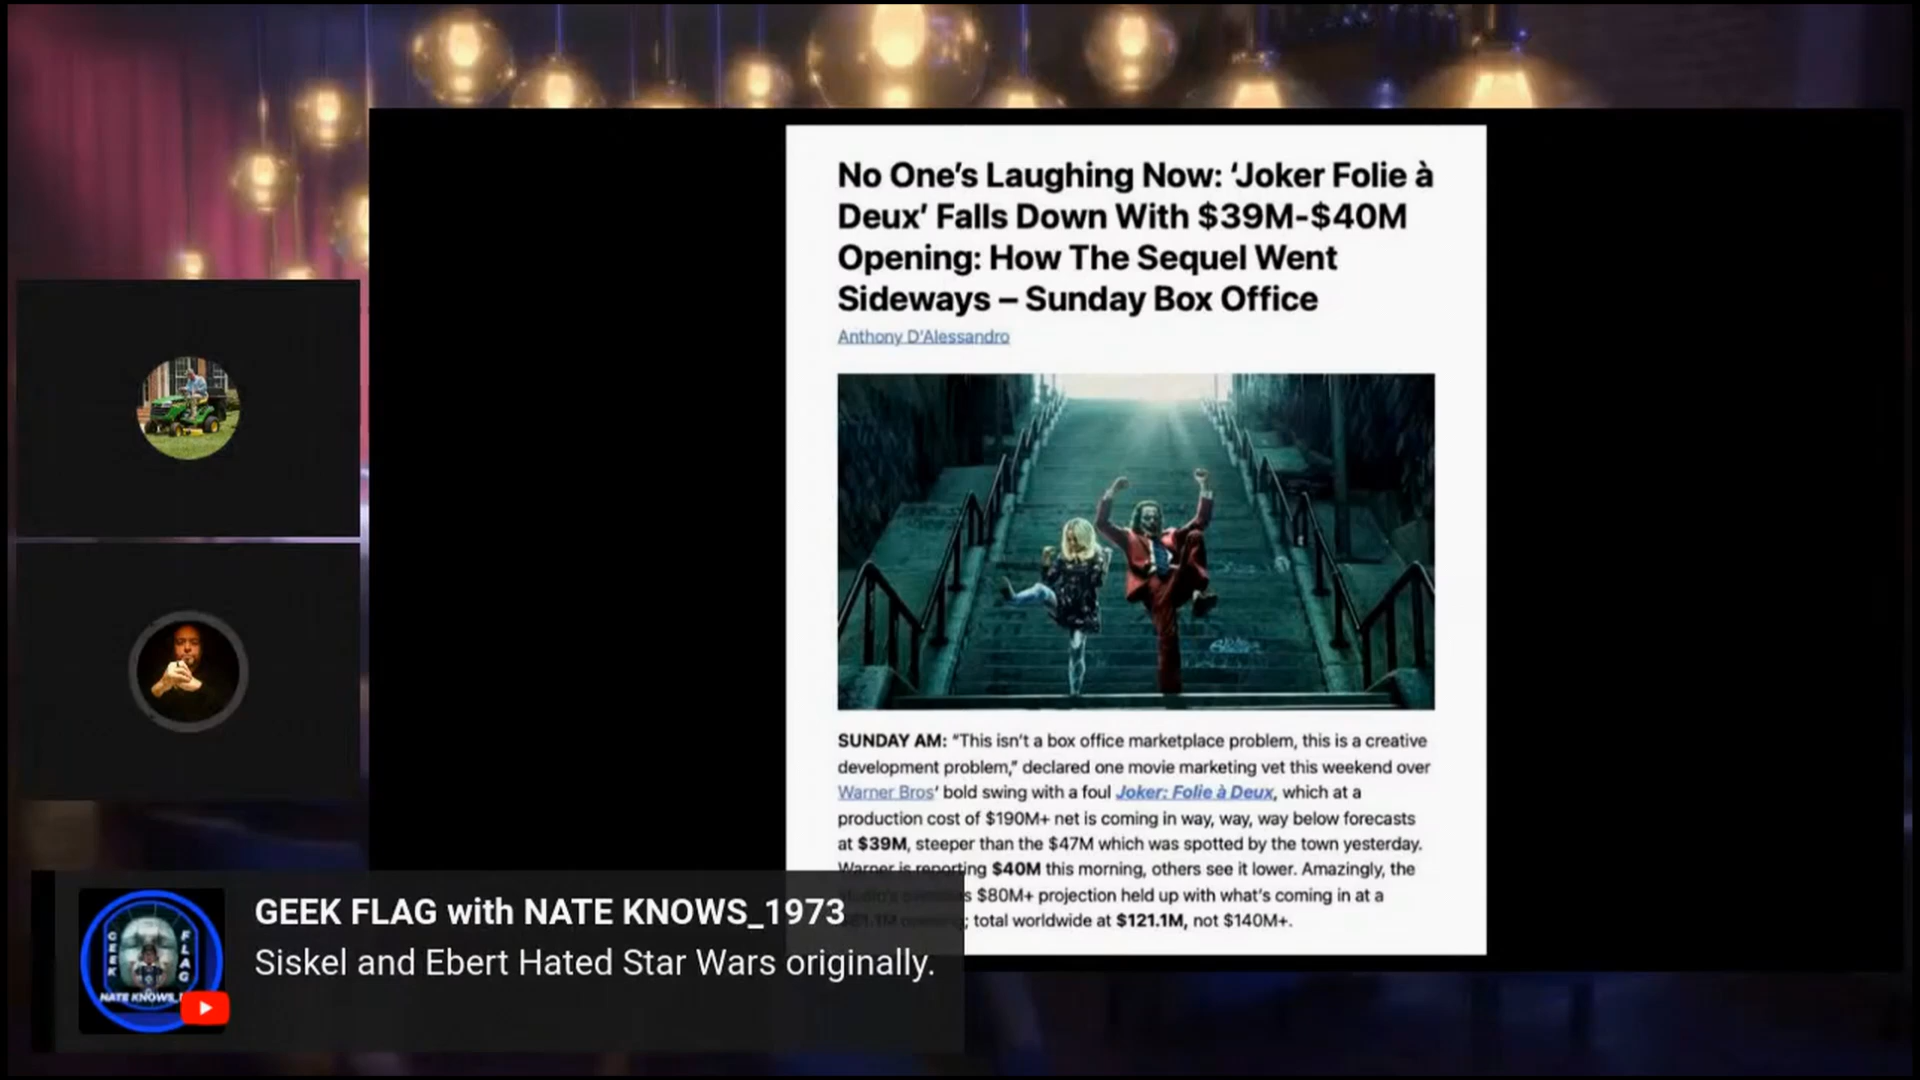 No One's Laughing Now: ‘Joker Folie à
Deux’ Falls Down With $39M-$40M
Opening: How The Sequel Went
Sideways – Sunday Box Office
Anthony D'Alessandro
SUNDAY AM: “This isn't a box office marketplace problem, this is a creative
development problem,” declared one movie marketing vet this weekend over
Warner Bros‘ bold swing with a foul Joker: Folie à Deux, which at a
production cost of $190M+ net is coming in way, way, way below forecasts
at $39M, steeper than the $47M which was spotted by the town yesterday.
Warner is reporting $40M this morning, others see it lower. Amazingly, the
$80M+ projection held up with what's coming in at a
; total worldwide at $121.1M, not $140M+.
GEEK FLAG with NATE KNOWS_1973
Siskel and Ebert Hated Star Wars originally.
GEEK
FLAG
NATE KNOWS_